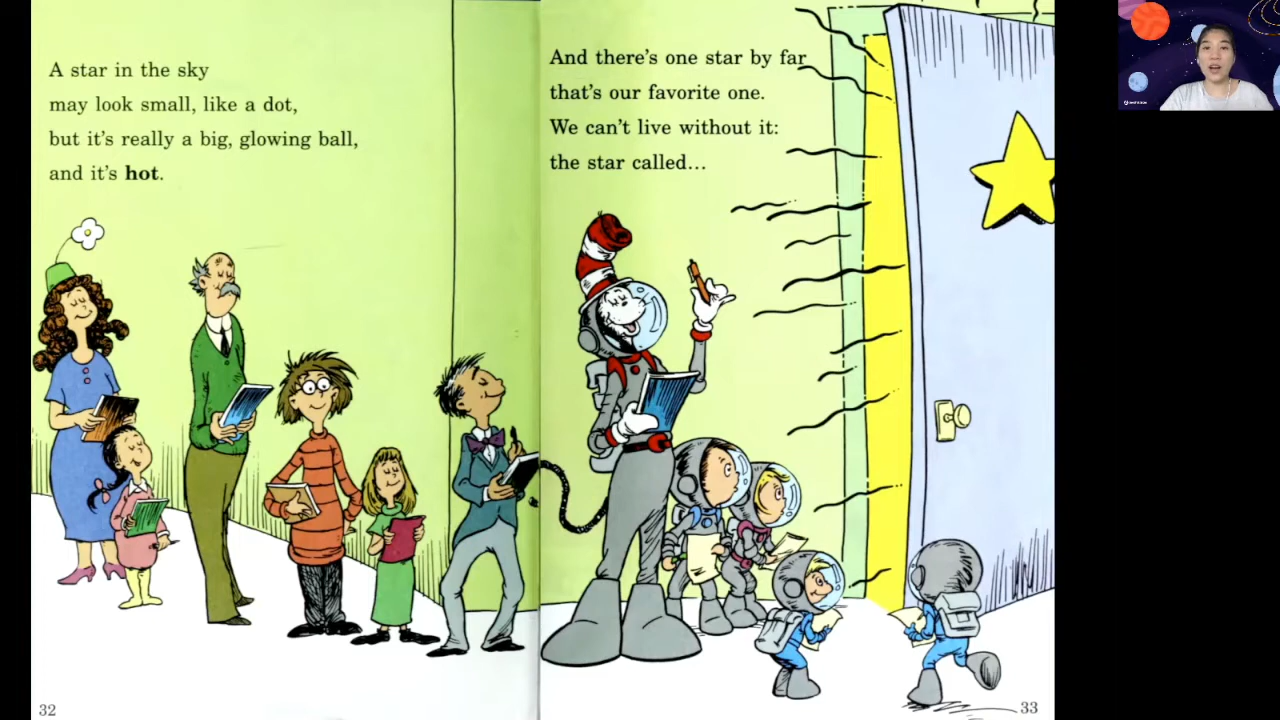 A star in the sky
may look small, like a dot,
but it's really a big, glowing ball,
and it's hot.
32
And there's one star by far
that's our favorite one.
We can't live without it:
the star called...
33